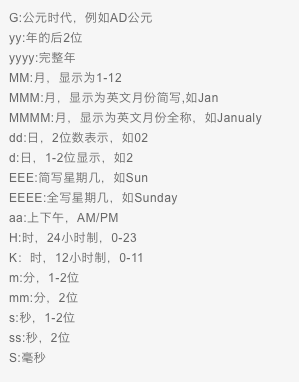 G:公元时代，例如AD公元
yy:年的后2位
yyyy:完整年
MM:月，显示为1-12
MMM:月，显示为英文月份简写,如Jan
MMMM:月，显示为英文月份全称，如Janualy
dd:日，2位数表示，如02
d:日，1-2位显示，如2
EEE:简写星期几，如Sun
EEEE:全写星期几，如Sunday
aa:上下午，AM/PM
H:时，24小时制，0-23
K：时，12小时制，0-11
m:分，1-2位
mm:分，2位
s:秒，1-2位
ss:秒，2位
S:毫秒